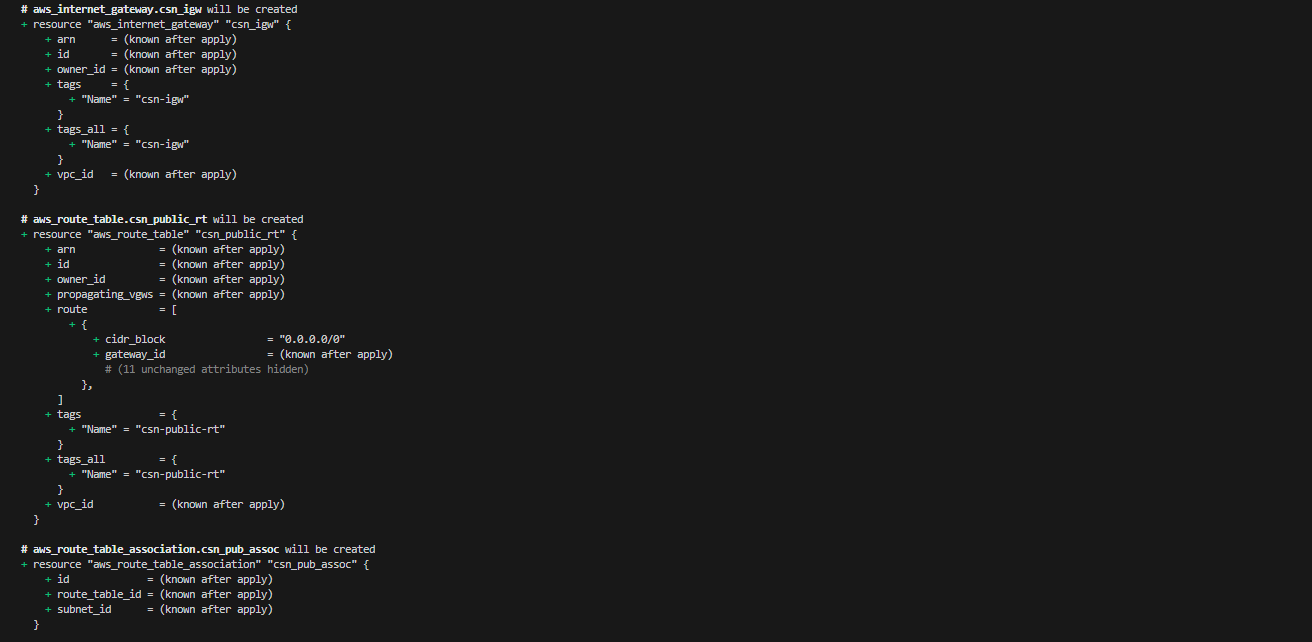 # aws_internet_gateway.csn_igw will be created
+ resource "aws_internet_gateway" "csn_igw" {
    + arn      = (known after apply)
    + id       = (known after apply)
    + owner_id = (known after apply)
    + tags     = {
        + "Name" = "csn-igw"
      }
    + tags_all = {
        + "Name" = "csn-igw"
      }
    + vpc_id   = (known after apply)
  }

# aws_route_table.csn_public_rt will be created
+ resource "aws_route_table" "csn_public_rt" {
    + arn              = (known after apply)
    + id               = (known after apply)
    + owner_id         = (known after apply)
    + propagating_vgws = (known after apply)
    + route            = [
        + {
            + cidr_block                 = "0.0.0.0/0"
            + gateway_id                 = (known after apply)
              # (11 unchanged attributes hidden)
          },
      ]
    + tags             = {
        + "Name" = "csn-public-rt"
      }
    + tags_all         = {
        + "Name" = "csn-public-rt"
      }
    + vpc_id           = (known after apply)
  }

# aws_route_table_association.csn_pub_assoc will be created
+ resource "aws_route_table_association" "csn_pub_assoc" {
    + id             = (known after apply)
    + route_table_id = (known after apply)
    + subnet_id      = (known after apply)
  }